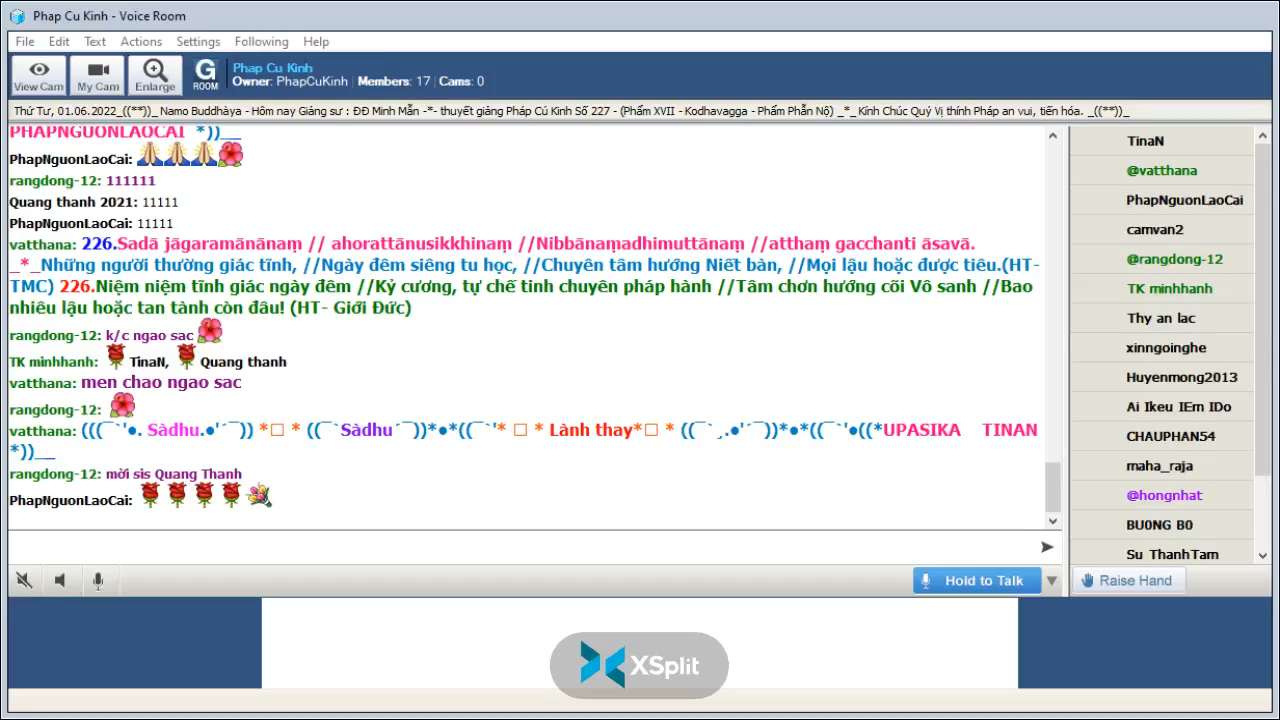 Phap Cu Kinh - Voice Room
File Edit Text Actions Settings Following Help
View Cam My Cam Enlarge G ROOM
Phap Cu Kinh
Owner: PhapCuKinh | Members: 17 | Cams: 0
Thứ Tư, 01.06.2022_((**))_ Namo Buddhàya - Hôm nay Giảng sư : ĐĐ Minh Mẫn -*- thuyết giảng Pháp Cú Kinh Số 227 - (Phẩm XVII - Kodhavagga - Phẩm Phẫn Nộ) _*_ Kính Chúc Quý Vị thính Pháp an vui, tiến hóa. _((**))_
PHAPNGUONLAOCAI *))__
PhapNguonLaoCai:
rangdong-12: 111111
Quang thanh 2021: 11111
PhapNguonLaoCai: 11111
vatthana: 226.Sadā jāgaramānānaṃ // ahorattānusikkhinaṃ //Nibbānaṃadhimuttānaṃ //atthaṃ gacchanti āsavā.
_*_Những người thường giác tĩnh, //Ngày đêm siêng tu học, //Chuyên tâm hướng Niết bàn, //Mọi lậu hoặc được tiêu.(HT-
TMC) 226.Niệm niệm tĩnh giác ngày đêm //Kỷ cương, tự chế tinh chuyên pháp hành //Tâm chơn hướng cõi Vô sanh //Bao
nhiêu lậu hoặc tan tành còn đâu! (HT- Giới Đức)
rangdong-12: k/c ngao sac
TK minhhanh: TinaN, Quang thanh
vatthana: men chao ngao sac
rangdong-12:
vatthana: (((¯`'●. Sàdhu.●'´¯)) *□ * ((¯`Sàdhu´¯))*●*((¯`'* □ * Lành thay*□ * ((¯`¸.●'´¯))*●*((¯`'●((*UPASIKA TINAN
*))__
rangdong-12: mời sis Quang Thanh
PhapNguonLaoCai:
Hold to Talk
TinaN
@vatthana
PhapNguonLaoCai
camvan2
@rangdong-12
TK minhhanh
Thy an lac
xinngoinghe
Huyenmong2013
Ai Ikeu IEm IDo
CHAUPHAN54
maha_raja
@hongnhat
BU0NG B0
Su ThanhTam
Raise Hand
XSplit